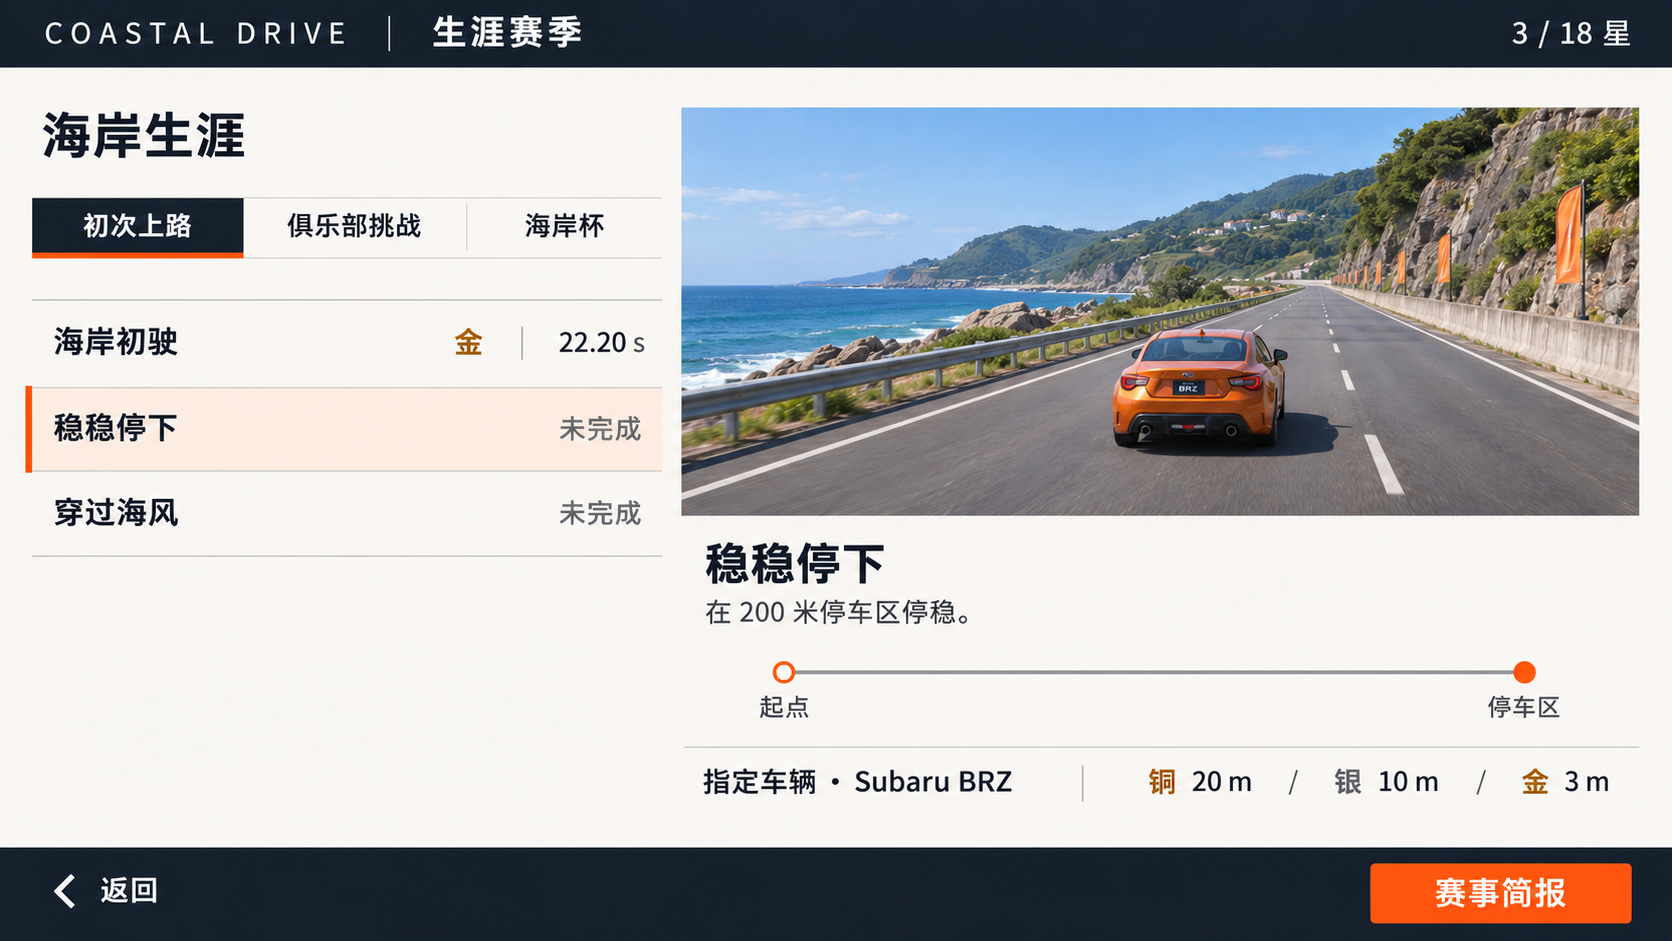 COASTAL DRIVE | 生涯赛季
3 / 18 星
海岸生涯
初次上路 俱乐部挑战 海岸杯
海岸初驶 金 | 22.20 s
稳稳停下 未完成
穿过海风 未完成
BRZ
稳稳停下
在 200 米停车区停稳。
起点 停车区
指定车辆 • Subaru BRZ | 铜 20 m / 银 10 m / 金 3 m
返回
赛事简报